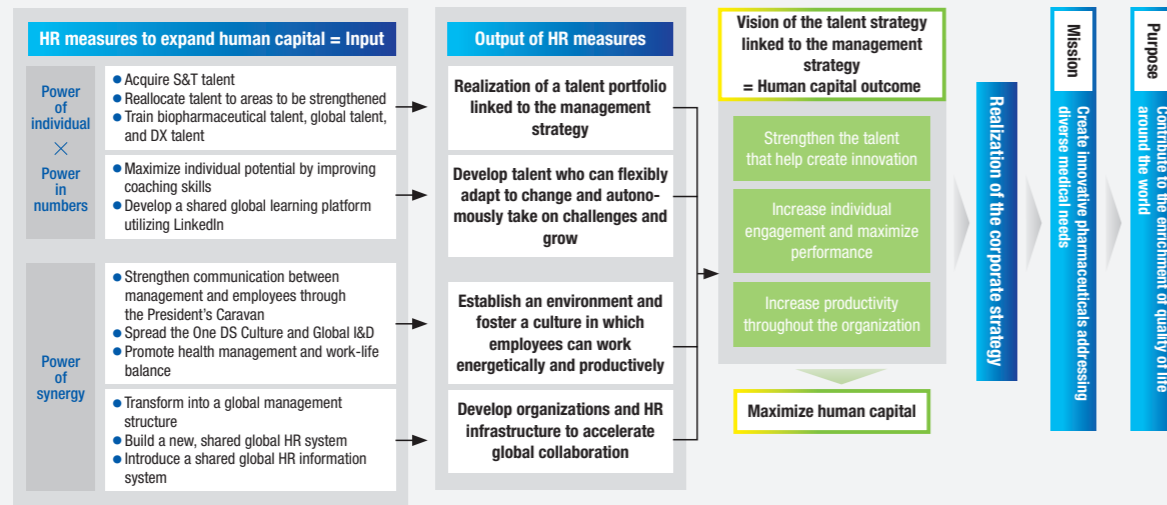 HR measures to expand human capital = Input
Power
of
individual
×
Power
in
numbers
● Acquire S&T talent
● Reallocate talent to areas to be strengthened
● Train biopharmaceutical talent, global talent,
and DX talent
● Maximize individual potential by improving
coaching skills
● Develop a shared global learning platform
utilizing LinkedIn
Power
of
synergy
● Strengthen communication between
management and employees through
the President’s Caravan
● Spread the One DS Culture and Global I&D
● Promote health management and work-life
balance
● Transform into a global management
structure
● Build a new, shared global HR system
● Introduce a shared global HR information
system
Output of HR measures
Realization of a talent portfolio
linked to the management
strategy
Develop talent who can flexibly
adapt to change and autono-
mously take on challenges and
grow
Establish an environment and
foster a culture in which
employees can work
energetically and productively
Develop organizations and HR
infrastructure to accelerate
global collaboration
Vision of the talent strategy
linked to the management
strategy
= Human capital outcome
Strengthen the talent
that help create innovation
Increase individual
engagement and maximize
performance
Increase productivity
throughout the organization
Maximize human capital
Realization of the corporate strategy
Mission
Create innovative pharmaceuticals addressing
diverse medical needs
Purpose
Contribute to the enrichment of quality of life
around the world